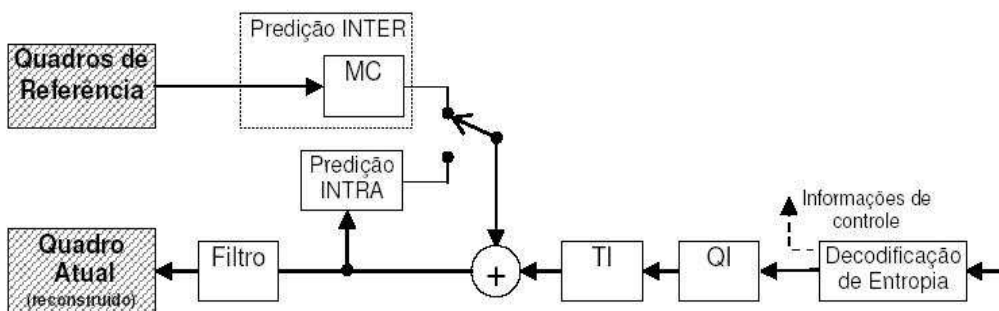 Predição INTER
Quadros de
Referência
MC
Predição
INTRA
Informações de
controle
Quadro
Atual
(reconstruido)
Filtro
+
TI
QI
Decodificação
de Entropia